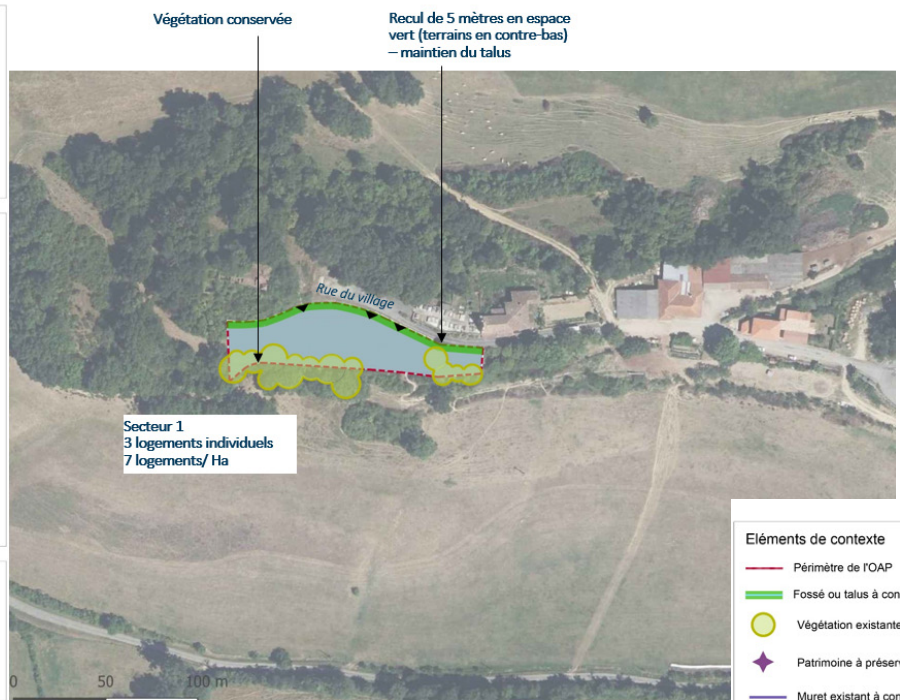 Végétation conservée
Recul de 5 mètres en espace
vert (terrains en contre-bas)
– maintien du talus
Rue du village
Secteur 1
3 logements individuels
7 logements/ Ha
Eléments de contexte
Périmètre de l'OAP
Fossé ou talus à con
Végétation existante
Patrimoine à préserv
Muret existant à con
0 50 100 m